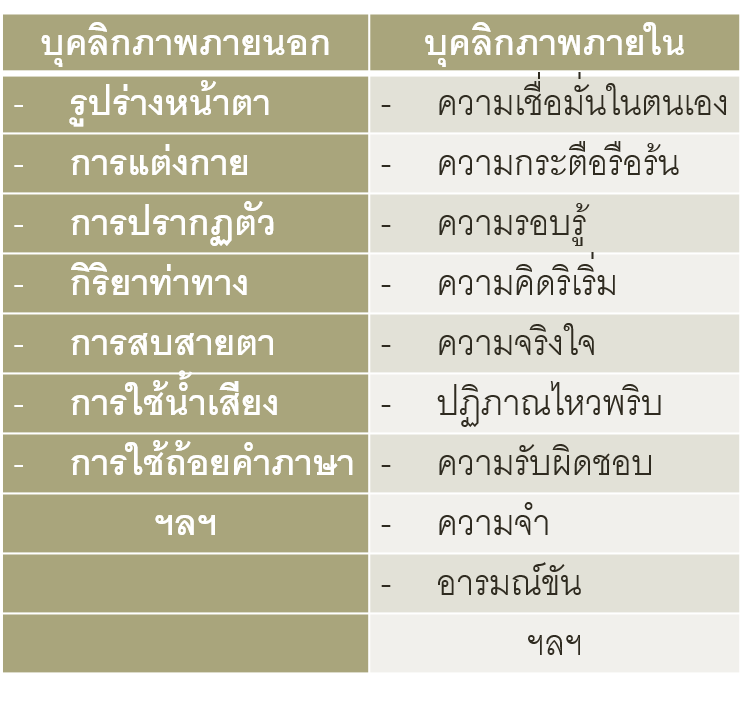 บุคลิกภาพภายนอก บุคลิกภาพภายใน
- รูปร่างหน้าตา - ความเชื่อมั่นในตนเอง
- การแต่งกาย - ความกระตือรือร้น
- การปรากฏตัว - ความรอบรู้
- กิริยาท่าทาง - ความคิดริเริ่ม
- การสบสายตา - ความจริงใจ
- การใช้น้ำเสียง - ปฏิภาณไหวพริบ
- การใช้ถ้อยคำภาษา - ความรับผิดชอบ
ฯลฯ - ความจำ
- อารมณ์ขัน
ฯลฯ